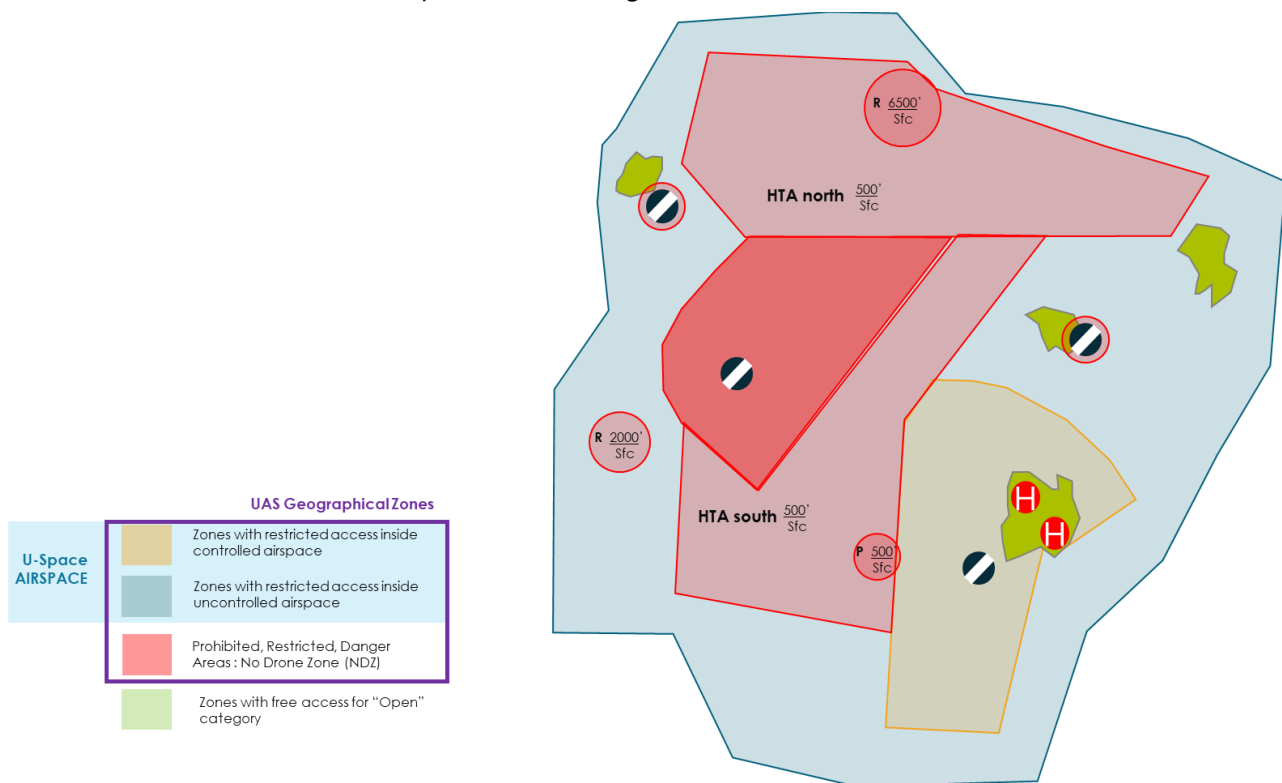 R 6500'
Sfc
HTA north 500'
Sfc
R 2000'
Sfc
HTA south 500'
Sfc
P 500'
Sfc
H
H
UAS Geographical Zones
U-Space
AIRSPACE
Zones with restricted access inside
controlled airspace
Zones with restricted access inside
uncontrolled airspace
Prohibited, Restricted, Danger
Areas : No Drone Zone (NDZ)
Zones with free access for “Open”
category